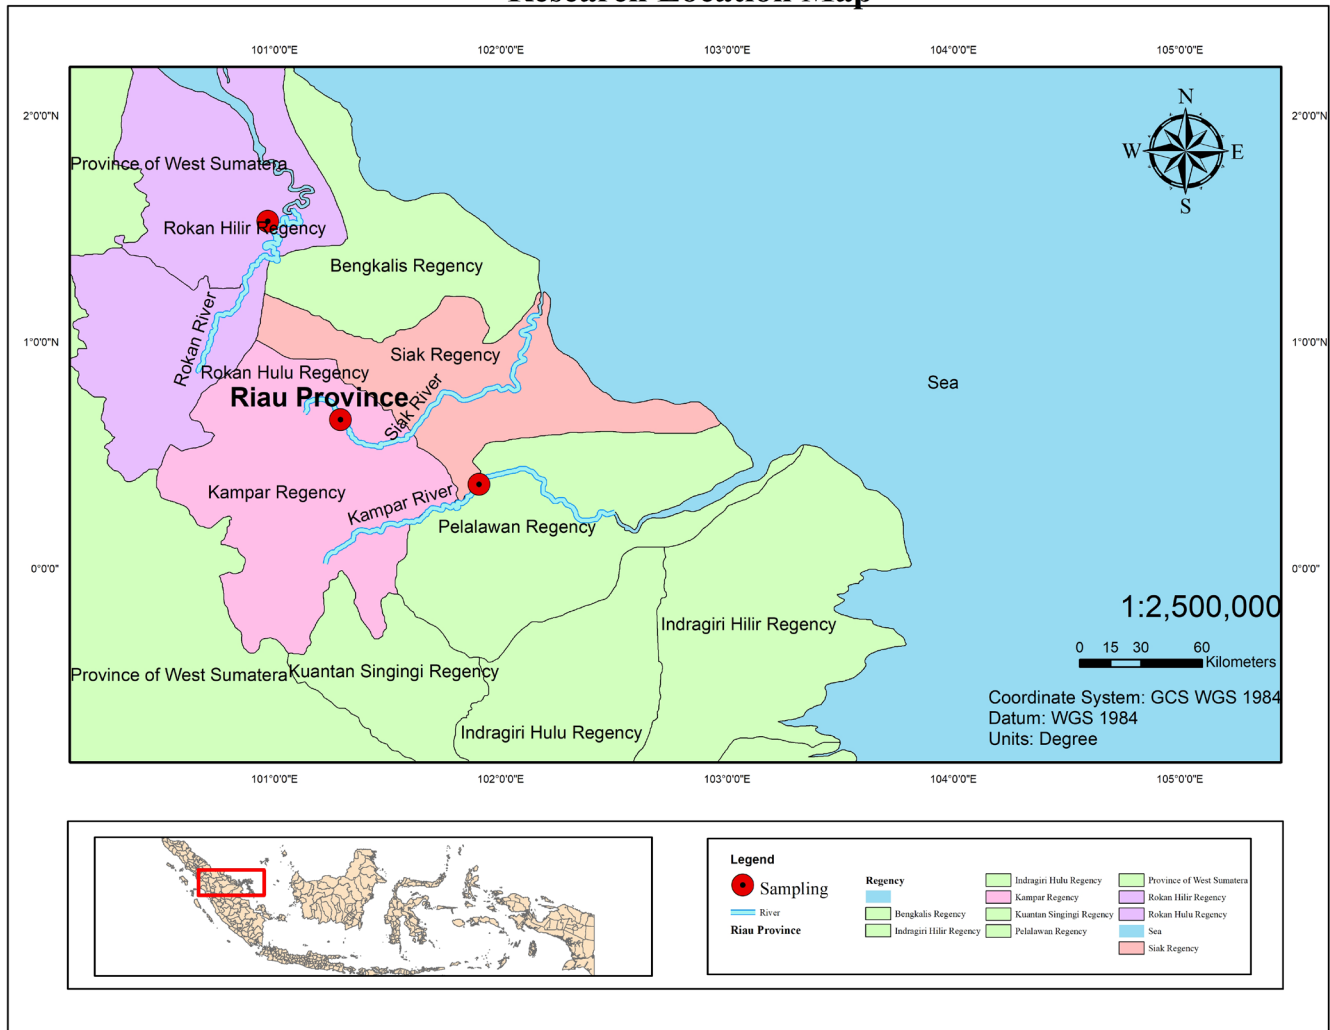 Research Location Map
101°0'0"E 102°0'0"E 103°0'0"E 104°0'0"E 105°0'0"E
2°0'0"N 2°0'0"N
N
W E
S
Province of West Sumatera
Rokan Hilir Regency
Bengkalis Regency
Rokan River
1°0'0"N 1°0'0"N
Siak Regency
Rokan Hulu Regency
Sea
Riau Province
Siak River
Kampar Regency
Kampar River
Pelalawan Regency
0°0'0" 0°0'0"
1:2,500,000
Indragiri Hilir Regency
0 15 30 60
Kilometers
Province of West Sumatera
Kuantan Singingi Regency
Coordinate System: GCS WGS 1984
Datum: WGS 1984
Units: Degree
Indragiri Hulu Regency
101°0'0"E 102°0'0"E 103°0'0"E 104°0'0"E 105°0'0"E
Legend
Sampling
River
Riau Province
Regency
Bengkalis Regency
Indragiri Hilir Regency
Indragiri Hulu Regency
Kampar Regency
Kuantan Singingi Regency
Pelalawan Regency
Province of West Sumatera
Rokan Hilir Regency
Rokan Hulu Regency
Sea
Siak Regency